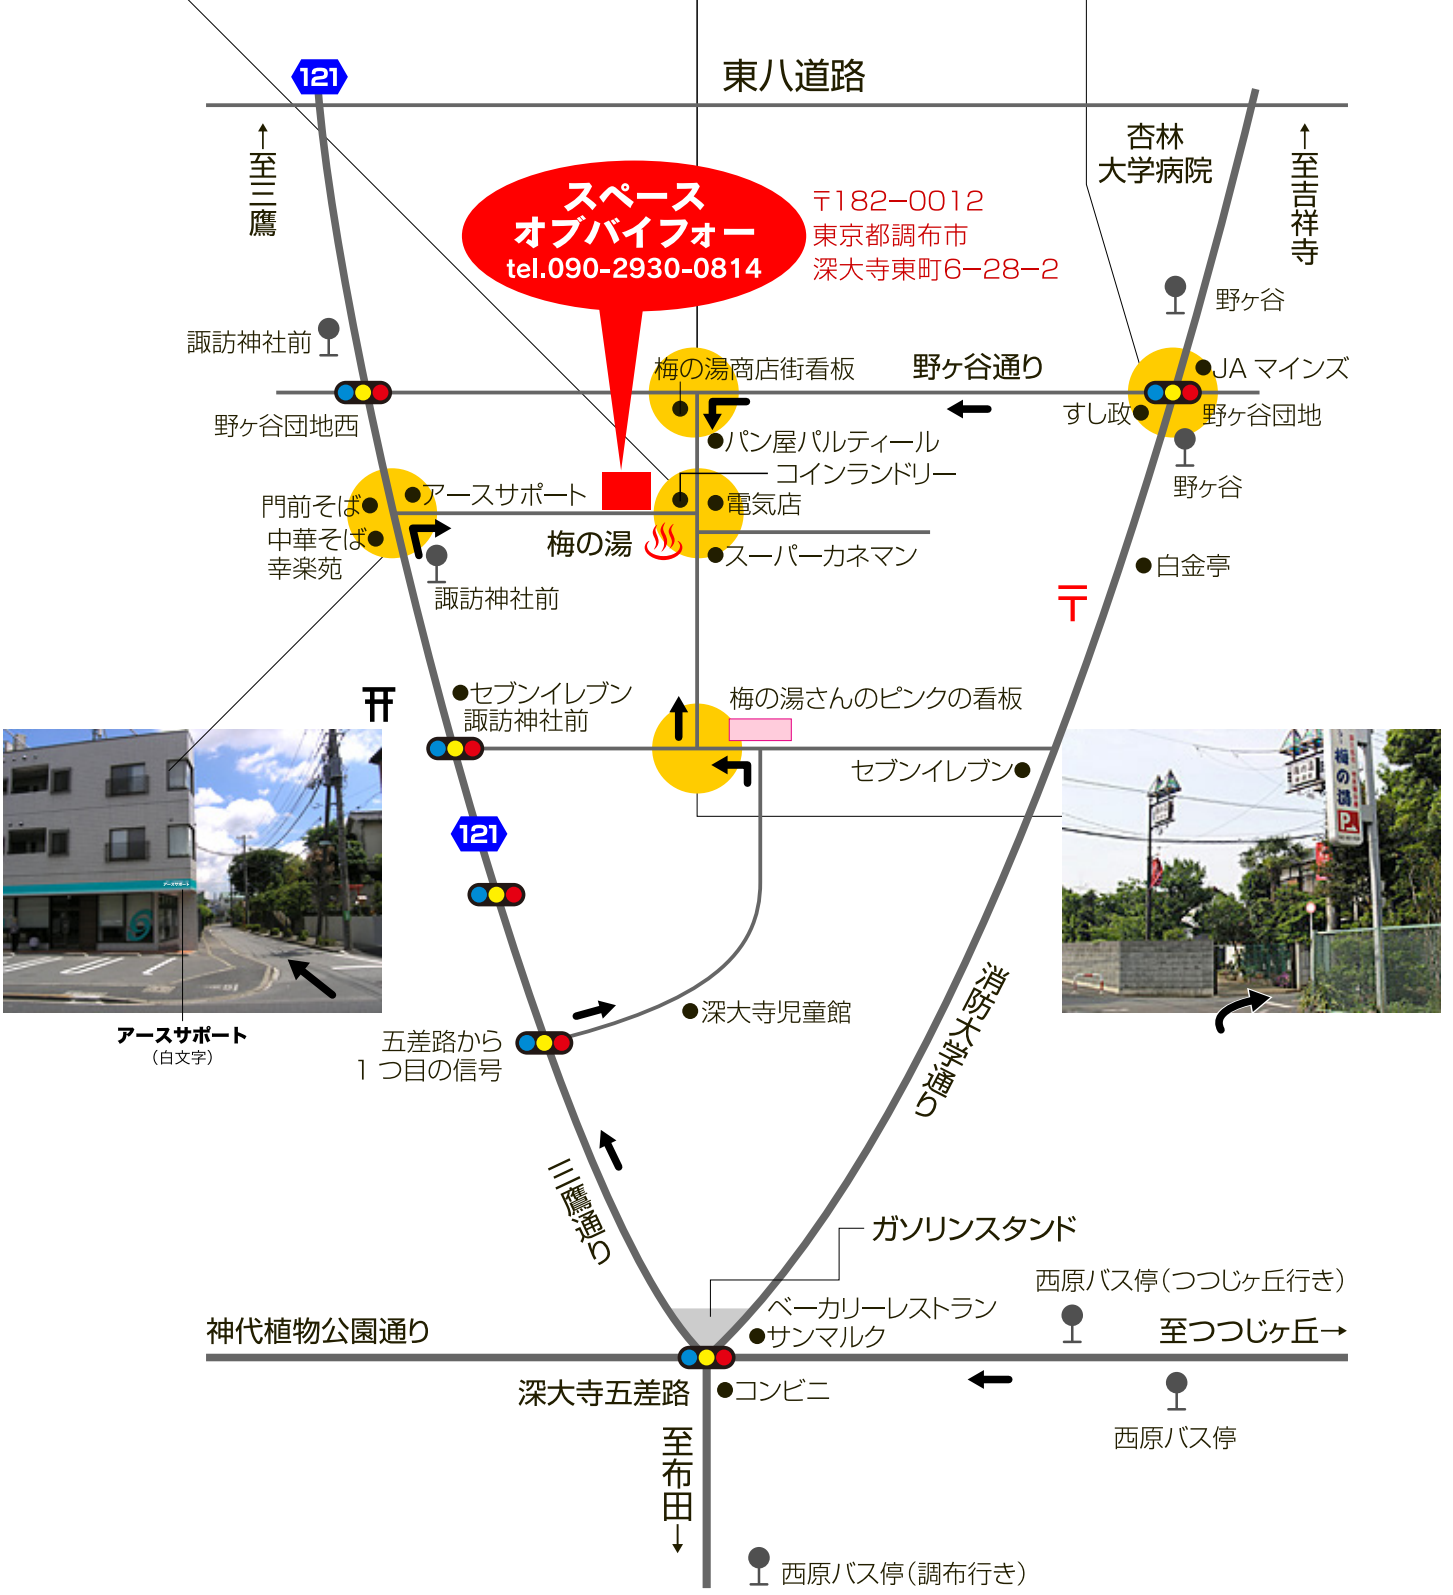 121
東八道路
↑至三鷹
杏林
大学病院
↑至吉祥寺
スペース
オブバイフォー
tel.090-2930-0814
〒182-0012
東京都調布市
深大寺東町6-28-2
野ヶ谷
諏訪神社前
梅の湯商店街看板
野ヶ谷通り
JA マインズ
野ヶ谷団地西
すし政
野ヶ谷団地
パン屋パルティール
コインランドリー
野ヶ谷
アースサポート
門前そば
電気店
中華そば
幸楽苑
梅の湯
スーパーカネマン
白金亭
諏訪神社前
〒
セブンイレブン
諏訪神社前
梅の湯さんのピンクの看板
セブンイレブン
梅の湯
P
121
アースサポート
アースサポート
(白文字)
深大寺児童館
消防大学通り
五差路から
1つ目の信号
三鷹通り
ガソリンスタンド
西原バス停(つつじヶ丘行き)
ベーカリーレストラン
サンマルク
神代植物公園通り
至つつじヶ丘→
深大寺五差路
コンビニ
西原バス停
至布田↓
西原バス停(調布行き)